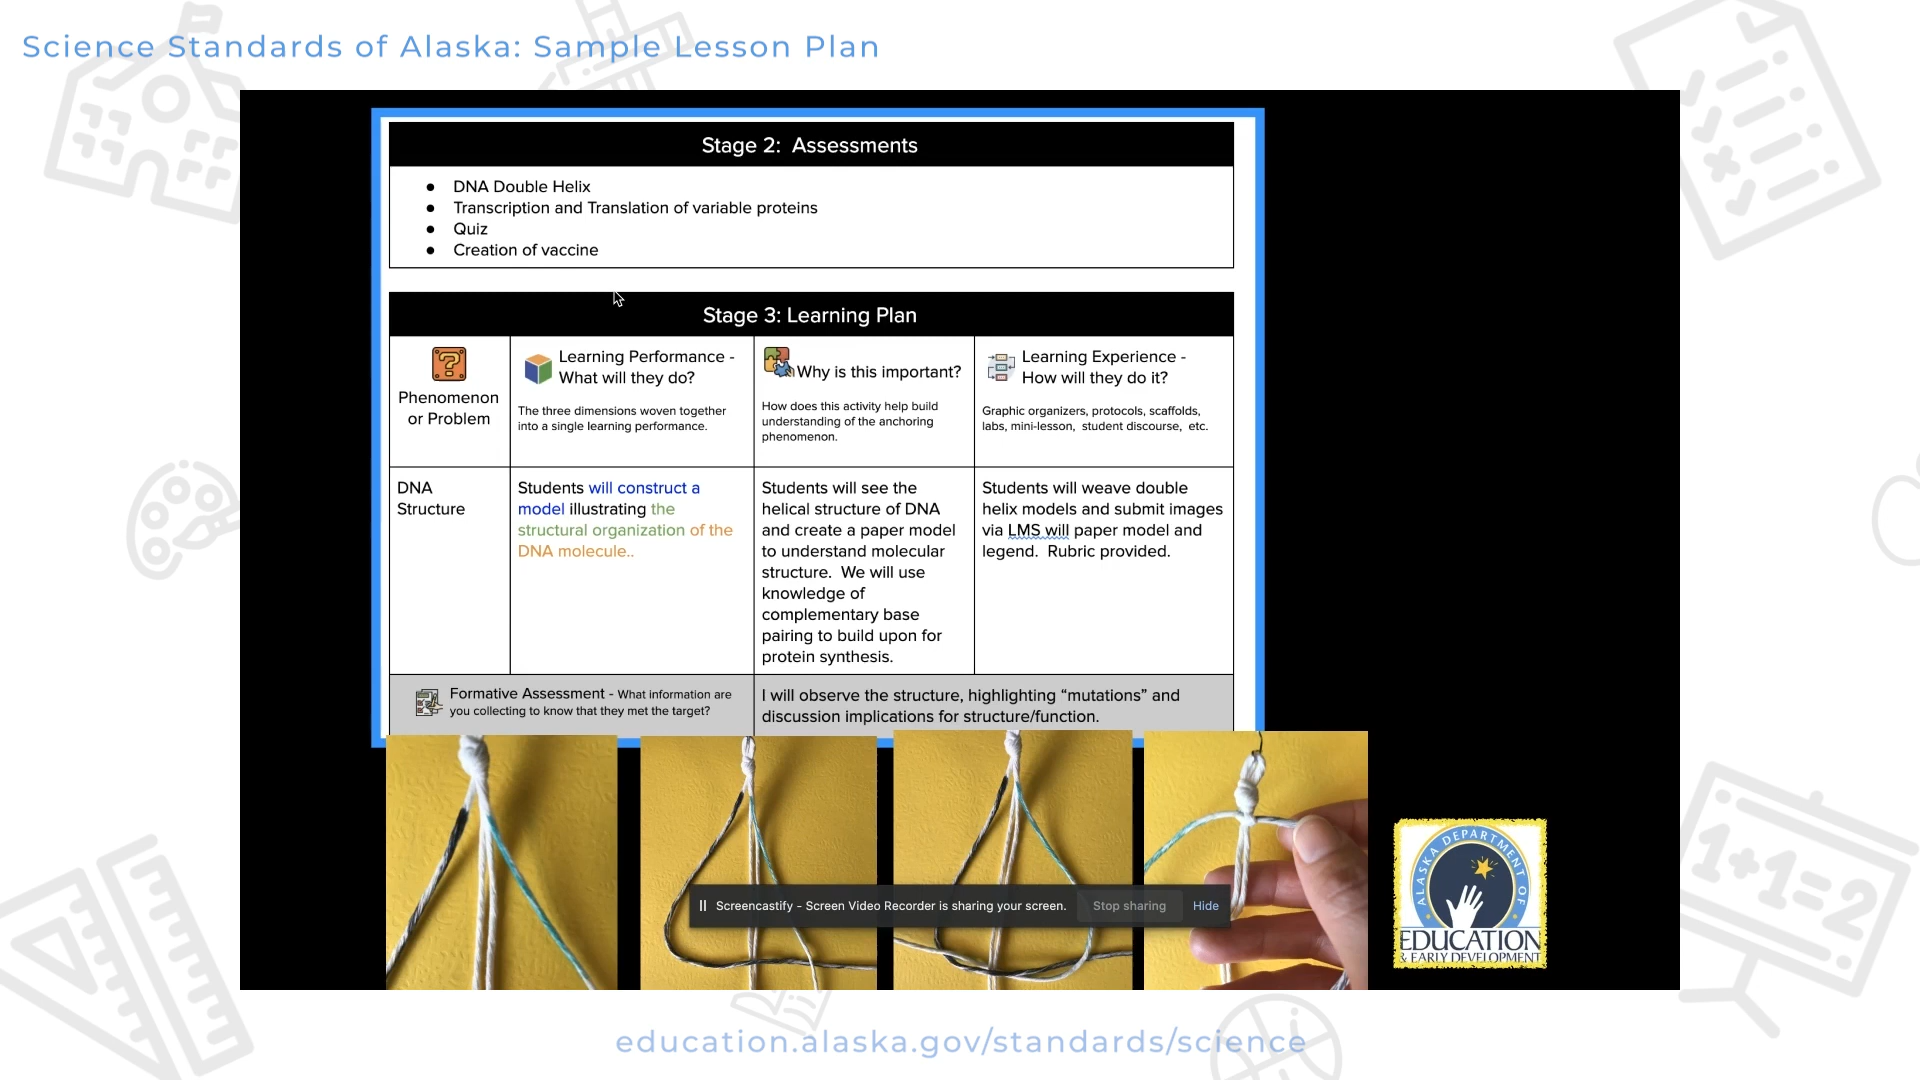 Science Standards of Alaska: Sample Lesson Plan
Stage 2: Assessments
● DNA Double Helix
● Transcription and Translation of variable proteins
● Quiz
● Creation of vaccine
Stage 3: Learning Plan
?
Phenomenon
or Problem
Learning Performance -
What will they do?
The three dimensions woven together
into a single learning performance.
Why is this important?
How does this activity help build
understanding of the anchoring
phenomenon.
Learning Experience -
How will they do it?
Graphic organizers, protocols, scaffolds,
labs, mini-lesson, student discourse, etc.
DNA
Structure
Students will construct a
model illustrating the
structural organization of the
DNA molecule..
Students will see the
helical structure of DNA
and create a paper model
to understand molecular
structure. We will use
knowledge of
complementary base
pairing to build upon for
protein synthesis.
Students will weave double
helix models and submit images
via LMS will paper model and
legend. Rubric provided.
Formative Assessment - What information are
you collecting to know that they met the target?
I will observe the structure, highlighting “mutations” and
discussion implications for structure/function.
Screencastify - Screen Video Recorder is sharing your screen.
Stop sharing
Hide
ALASKA DEPARTMENT OF
EDUCATION
& EARLY DEVELOPMENT
1+1=2
education.alaska.gov/standards/science